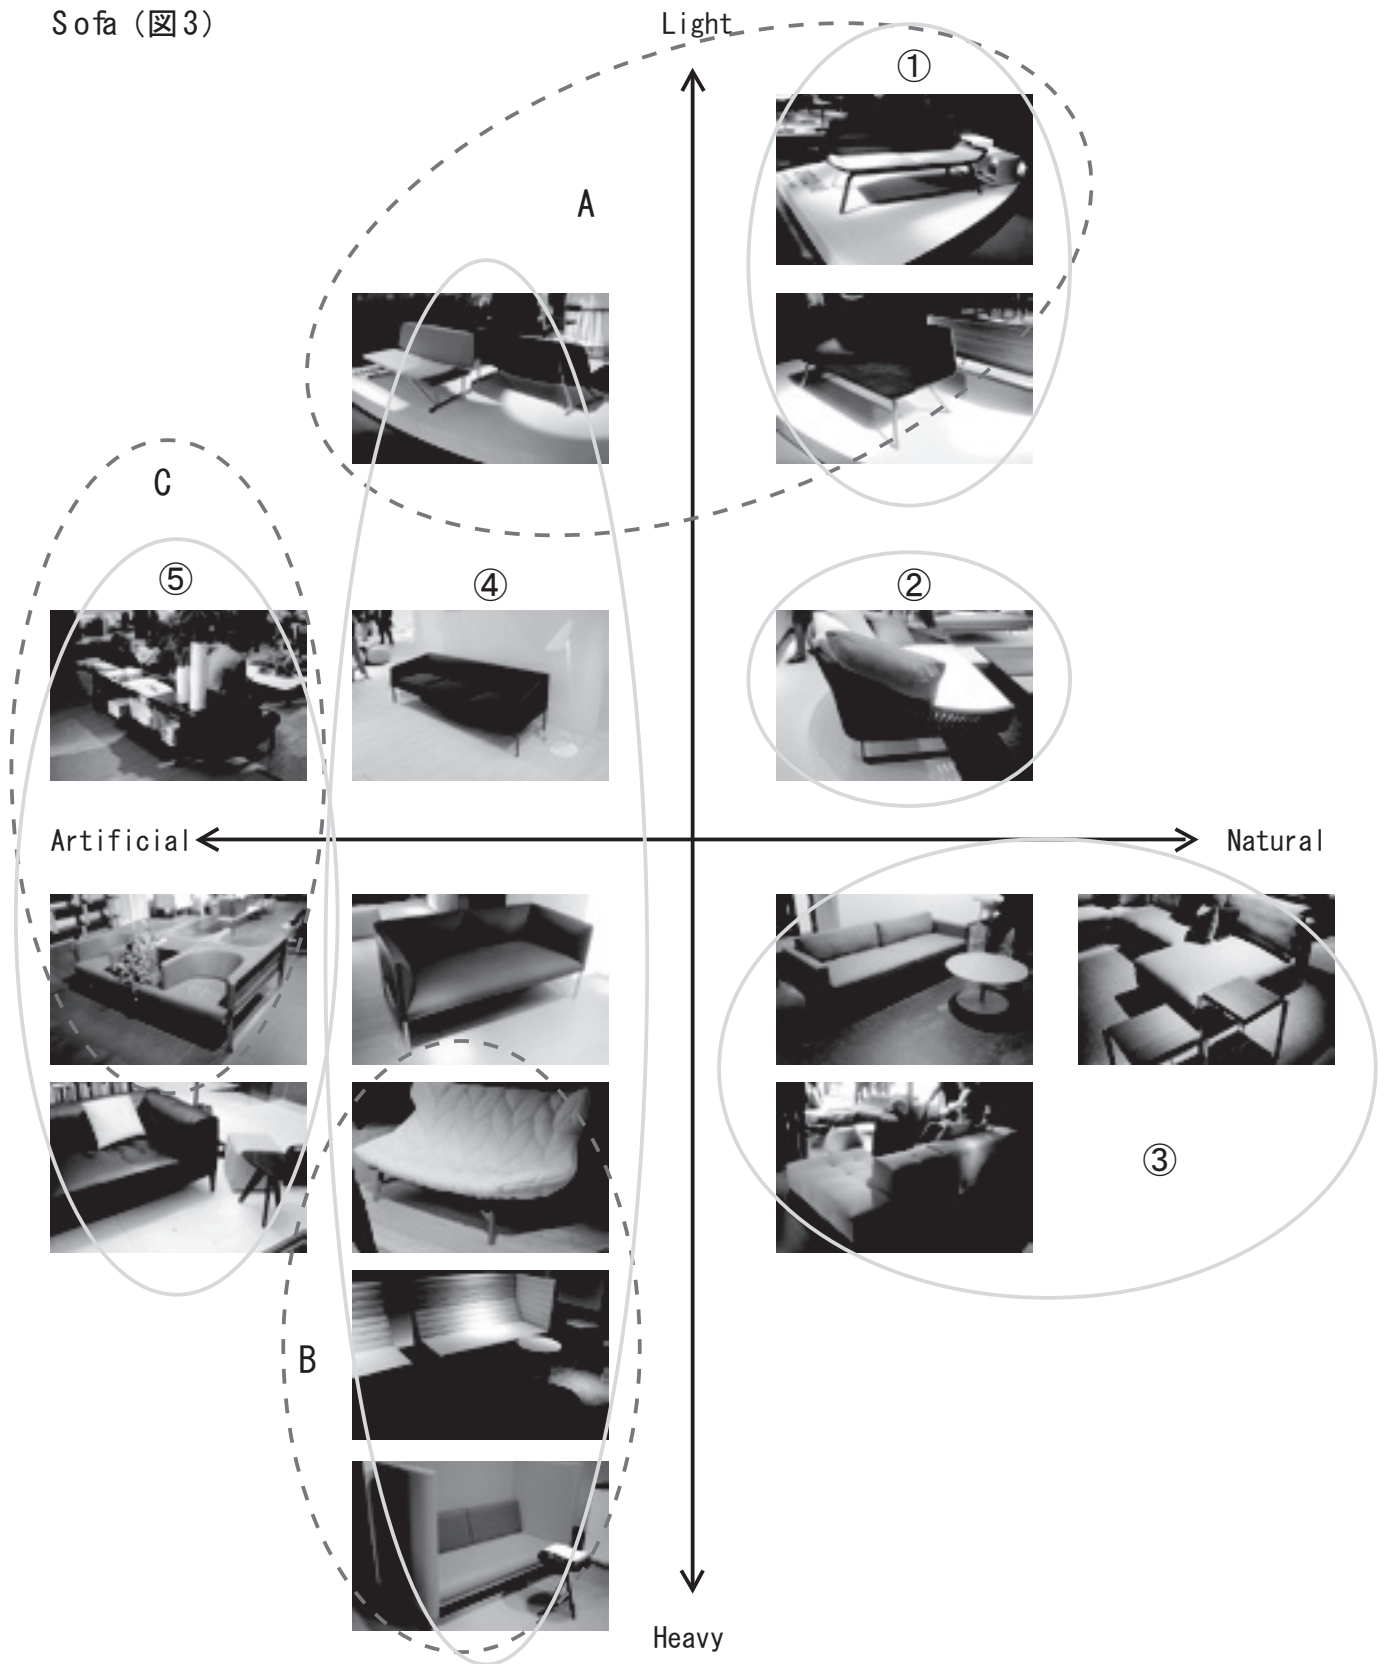 Sofa（図3）
Light
①
A
C
⑤
④
②
Artificial
Natural
③
B
Heavy